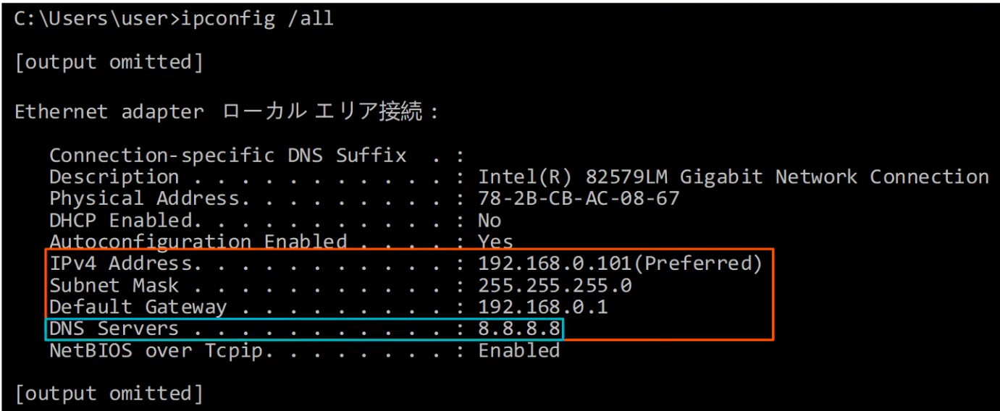 C:\Users\user>ipconfig /all
[output omitted]
Ethernet adapter ローカル エリア接続:
Connection-specific DNS Suffix . :
Description . . . . . . . . . . . : Intel(R) 82579LM Gigabit Network Connection
Physical Address. . . . . . . . . : 78-2B-CB-AC-08-67
DHCP Enabled. . . . . . . . . . . : No
Autoconfiguration Enabled . . . . : Yes
IPv4 Address. . . . . . . . . . . : 192.168.0.101(Preferred)
Subnet Mask . . . . . . . . . . . : 255.255.255.0
Default Gateway . . . . . . . . . : 192.168.0.1
DNS Servers . . . . . . . . . . . : 8.8.8.8
NetBIOS over Tcpip. . . . . . . . : Enabled
[output omitted]